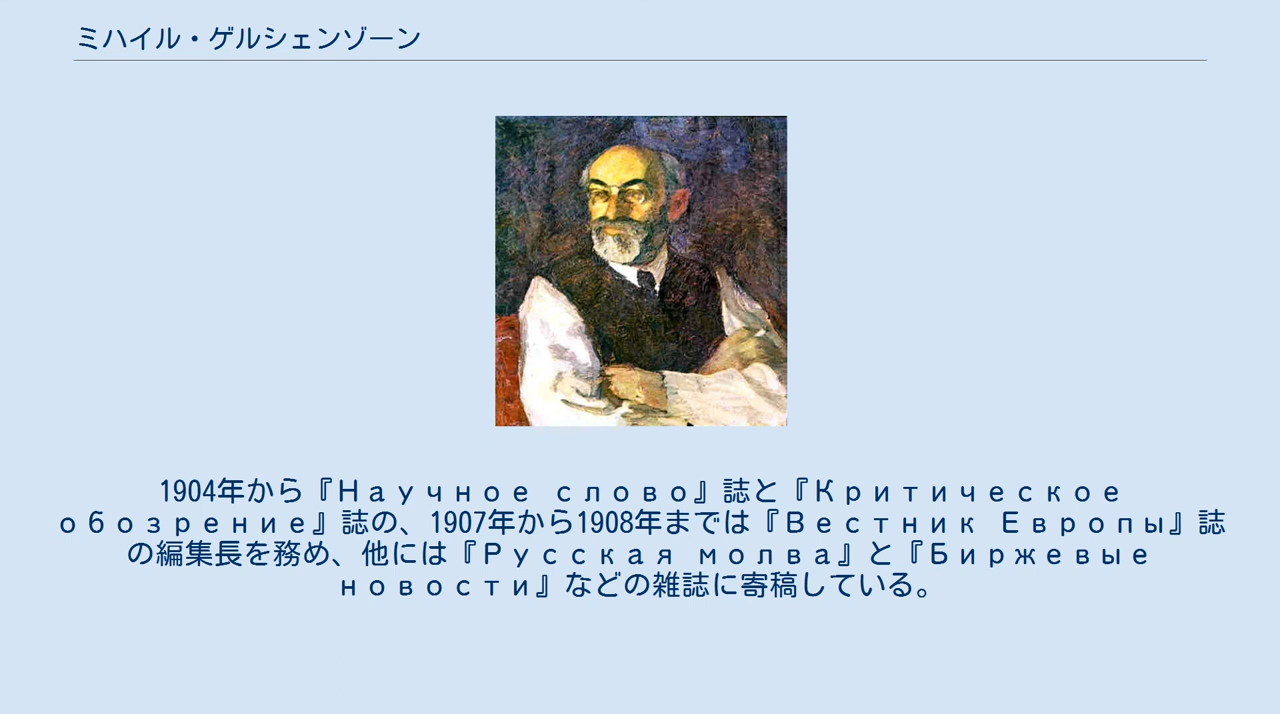 ミハイル・ゲルシェンゾーン
1904年から『Научное слово』誌と『Критическое
обозрение』誌の、1907年から1908年までは『Вестник Европы』誌
の編集長を務め、他には『Русская молва』と『Биржевые
новости』などの雑誌に寄稿している。